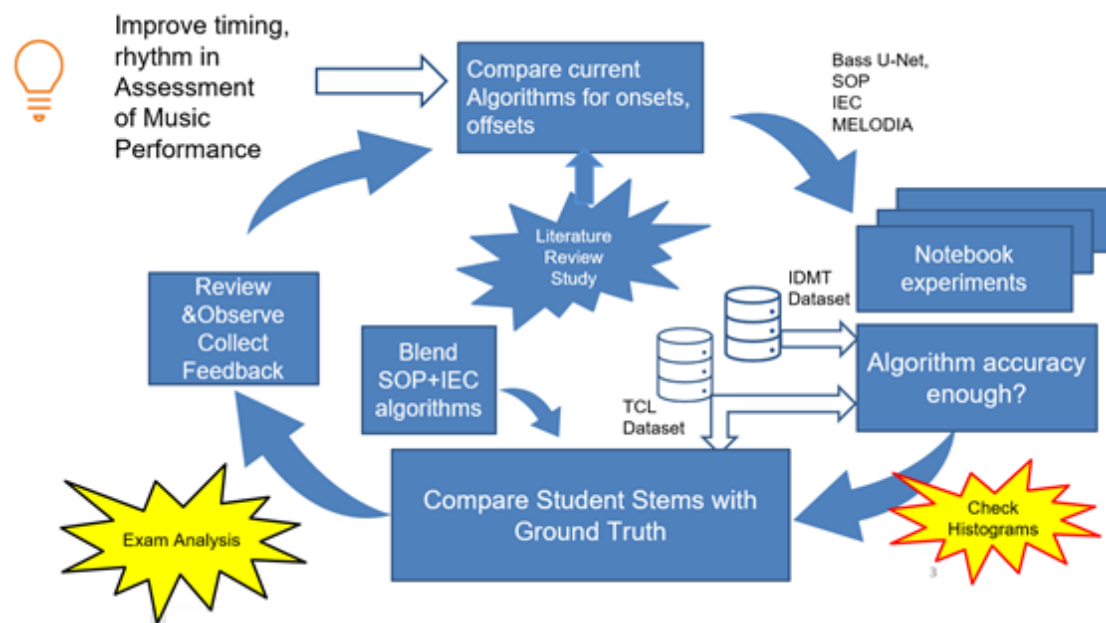 Improve timing,
rhythm in
Assessment
of Music
Performance
Compare current
Algorithms for onsets,
offsets
Bass U-Net,
SOP
IEC
MELODIA
Literature
Review
Study
Notebook
experiments
Review
&Observe
Collect
Feedback
IDMT
Dataset
Blend
SOP+IEC
algorithms
Algorithm accuracy
enough?
TCL
Dataset
Compare Student Stems with
Ground Truth
Exam Analysis
Check
Histograms
3